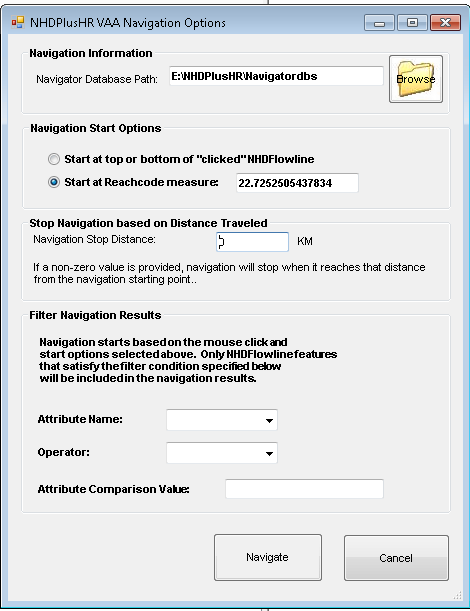 NHDPlusHR VAA Navigation Options
Navigation Information
Navigator Database Path: E:\NHDPlusHR\Navigatordbs
Browse
Navigation Start Options
Start at top or bottom of "clicked" NHDFlowline
Start at Reachcode measure: 22.7252505437834
Stop Navigation based on Distance Traveled
Navigation Stop Distance: KM
If a non-zero value is provided, navigation will stop when it reaches that distance
from the navigation starting point..
Filter Navigation Results
Navigation starts based on the mouse click and
start options selected above. Only NHDFlowline features
that satisfy the filter condition specified below
will be included in the navigation results.
Attribute Name:
Operator:
Attribute Comparison Value:
Navigate Cancel